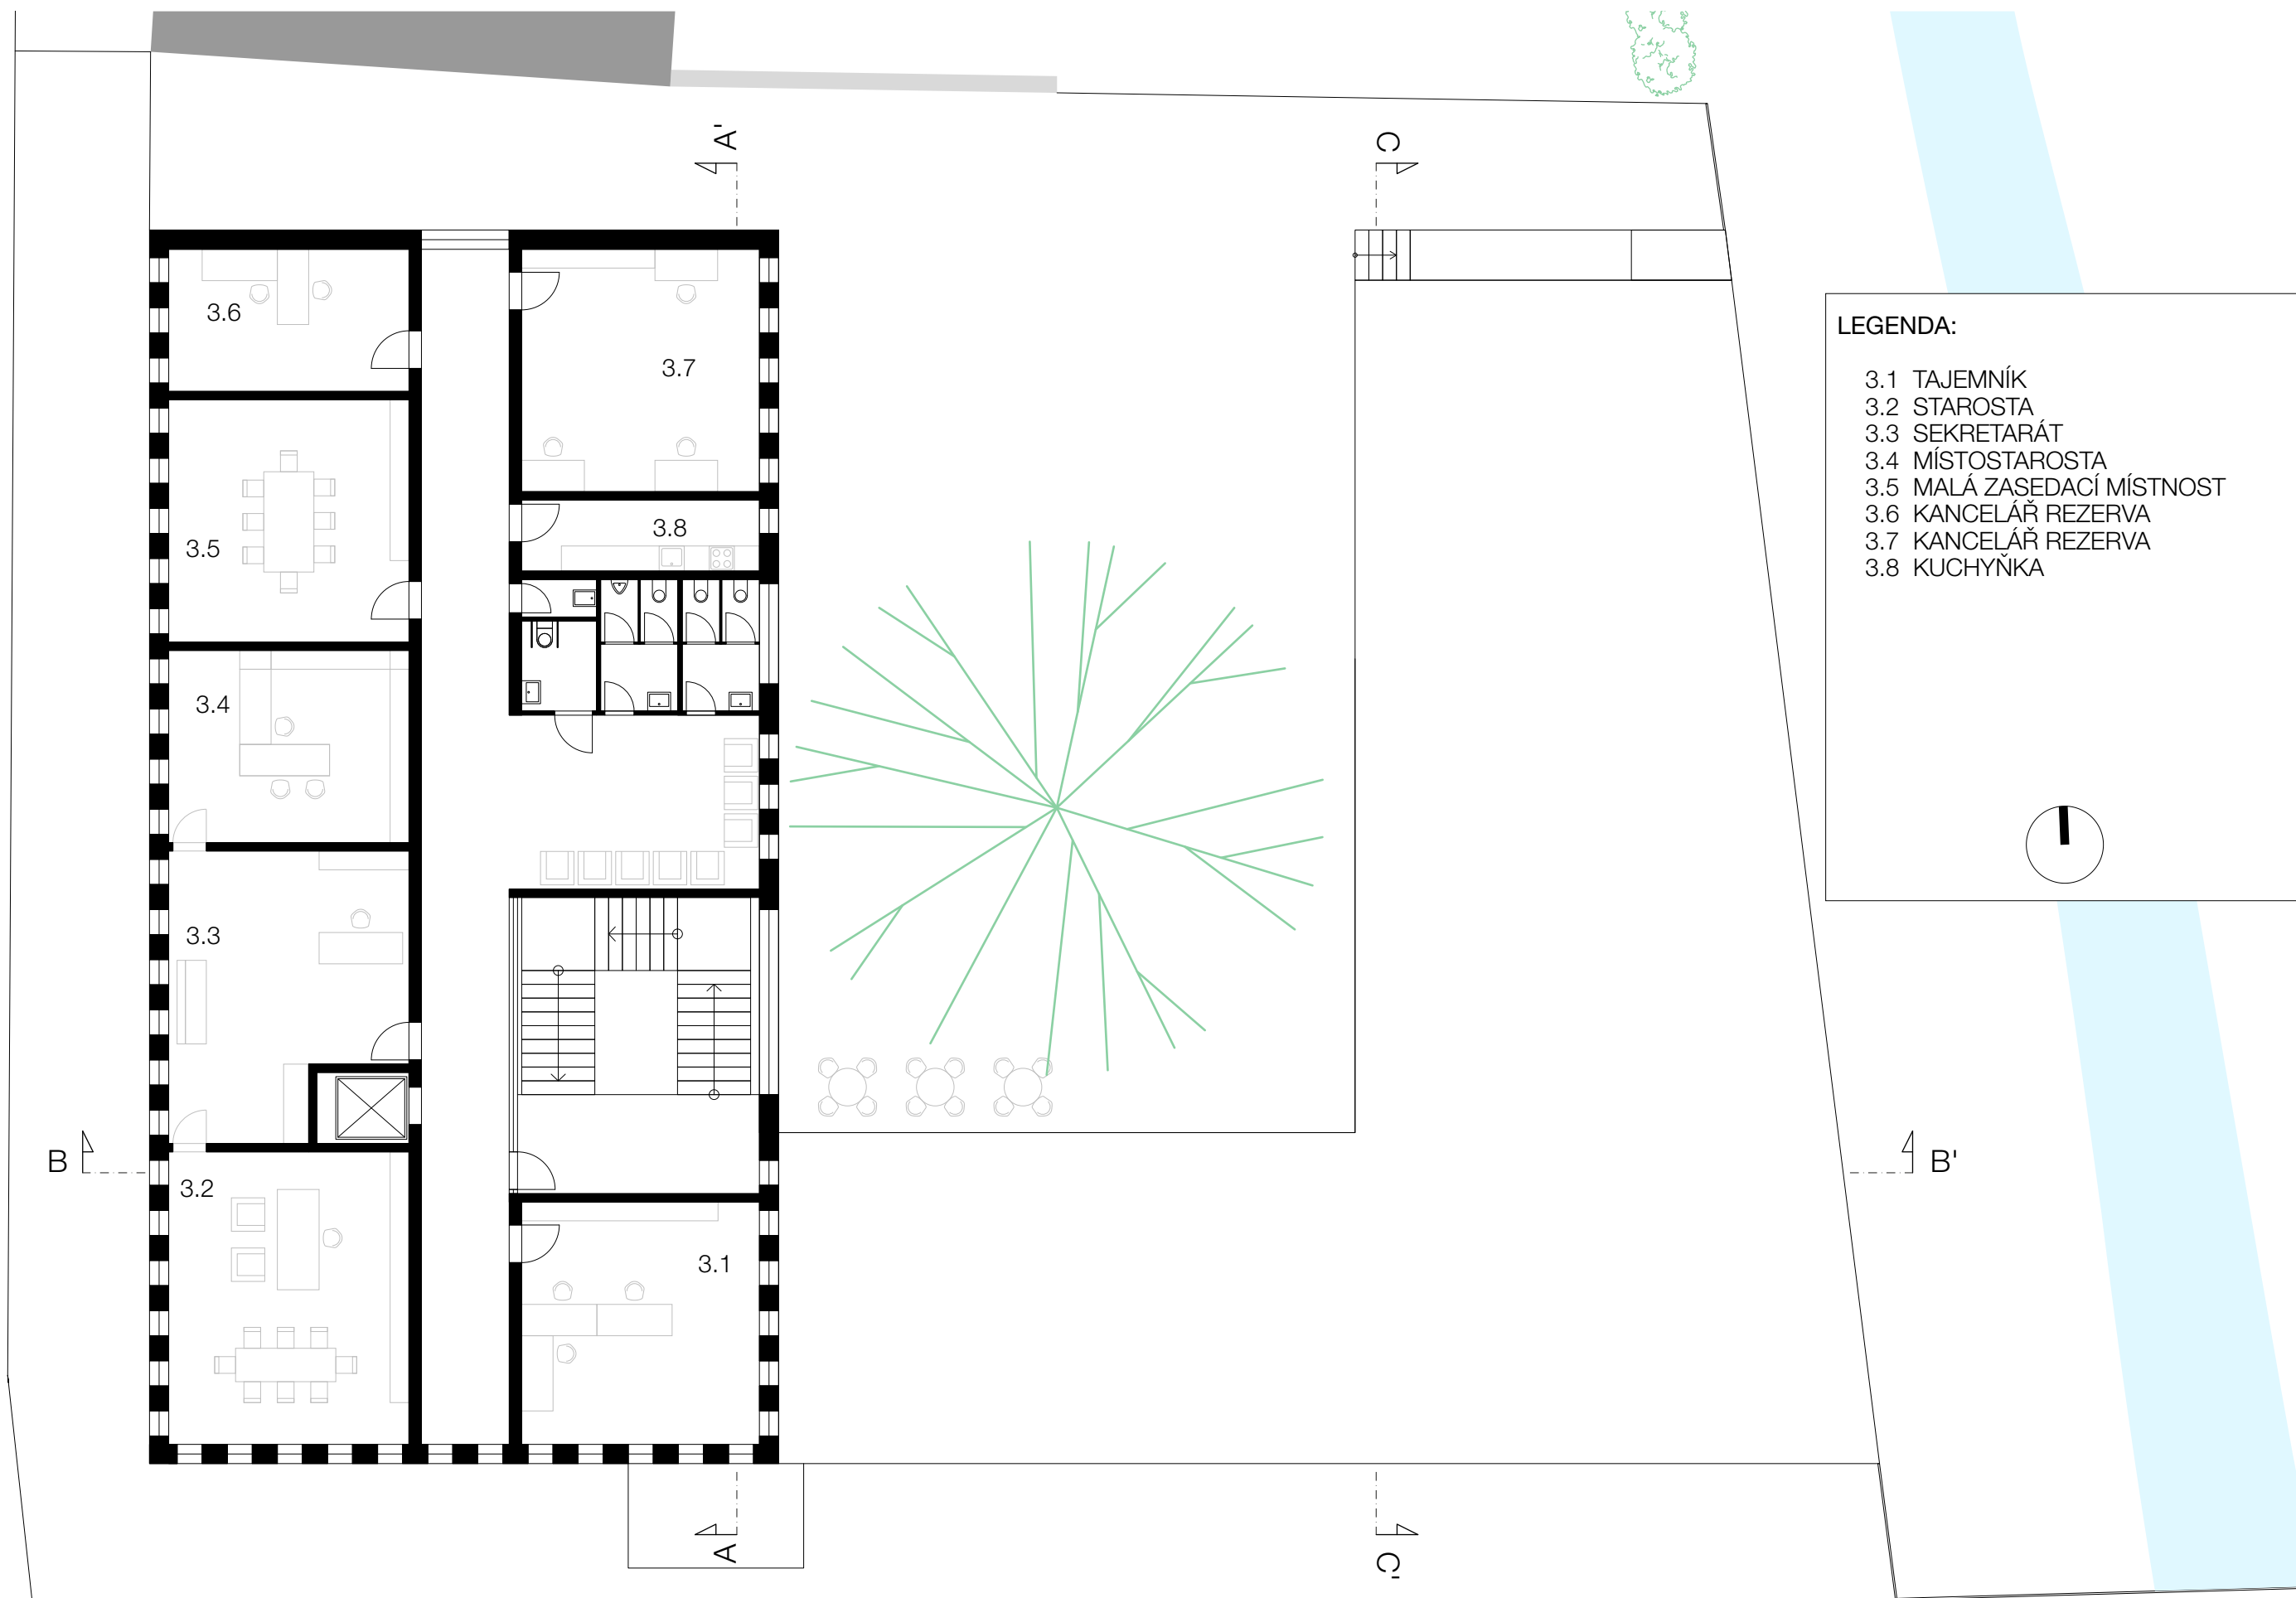 A'
C
3.6
3.7
3.5
3.8
3.4
3.3
3.2
3.1
B
B'
A
C'
LEGENDA:
3.1 TAJEMNÍK
3.2 STAROSTA
3.3 SEKRETARÁT
3.4 MÍSTOSTAROSTA
3.5 MALÁ ZASEDACÍ MÍSTNOST
3.6 KANCELÁŘ REZERVA
3.7 KANCELÁŘ REZERVA
3.8 KUCHYŇKA